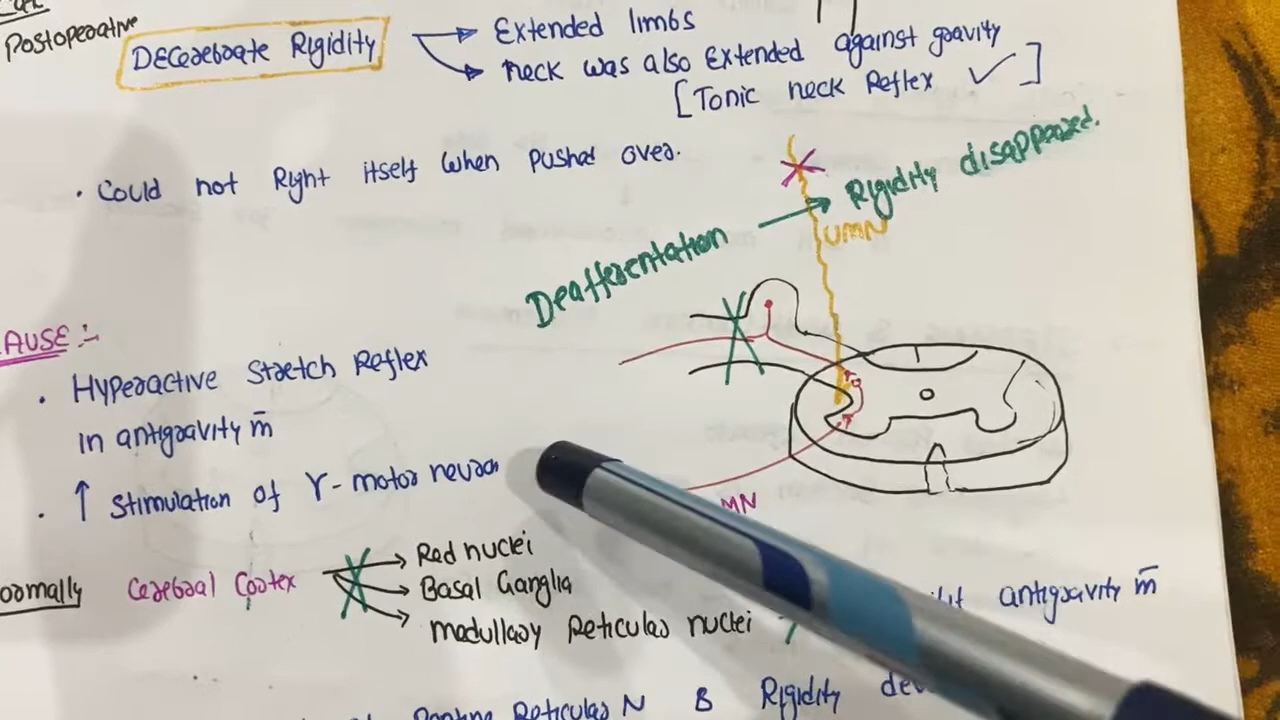 Postoperative
DECerebrate Rigidity
Extended limbs
neck was also Extended against gravity
[Tonic neck Reflex ✓]
• Could not Right itself when pushed over.
Deafferentation → Rigidity disappeared.
UMN
AUSE :-
• Hyperactive Stretch Reflex
in antigravity m̄
• ↑ Stimulation of γ- motor neuron
MN
ormally Cerebral Cortex
Red nuclei
Basal Ganglia
medullary Reticular nuclei
antigravity m̄
Pontine Reticular N & Rigidity